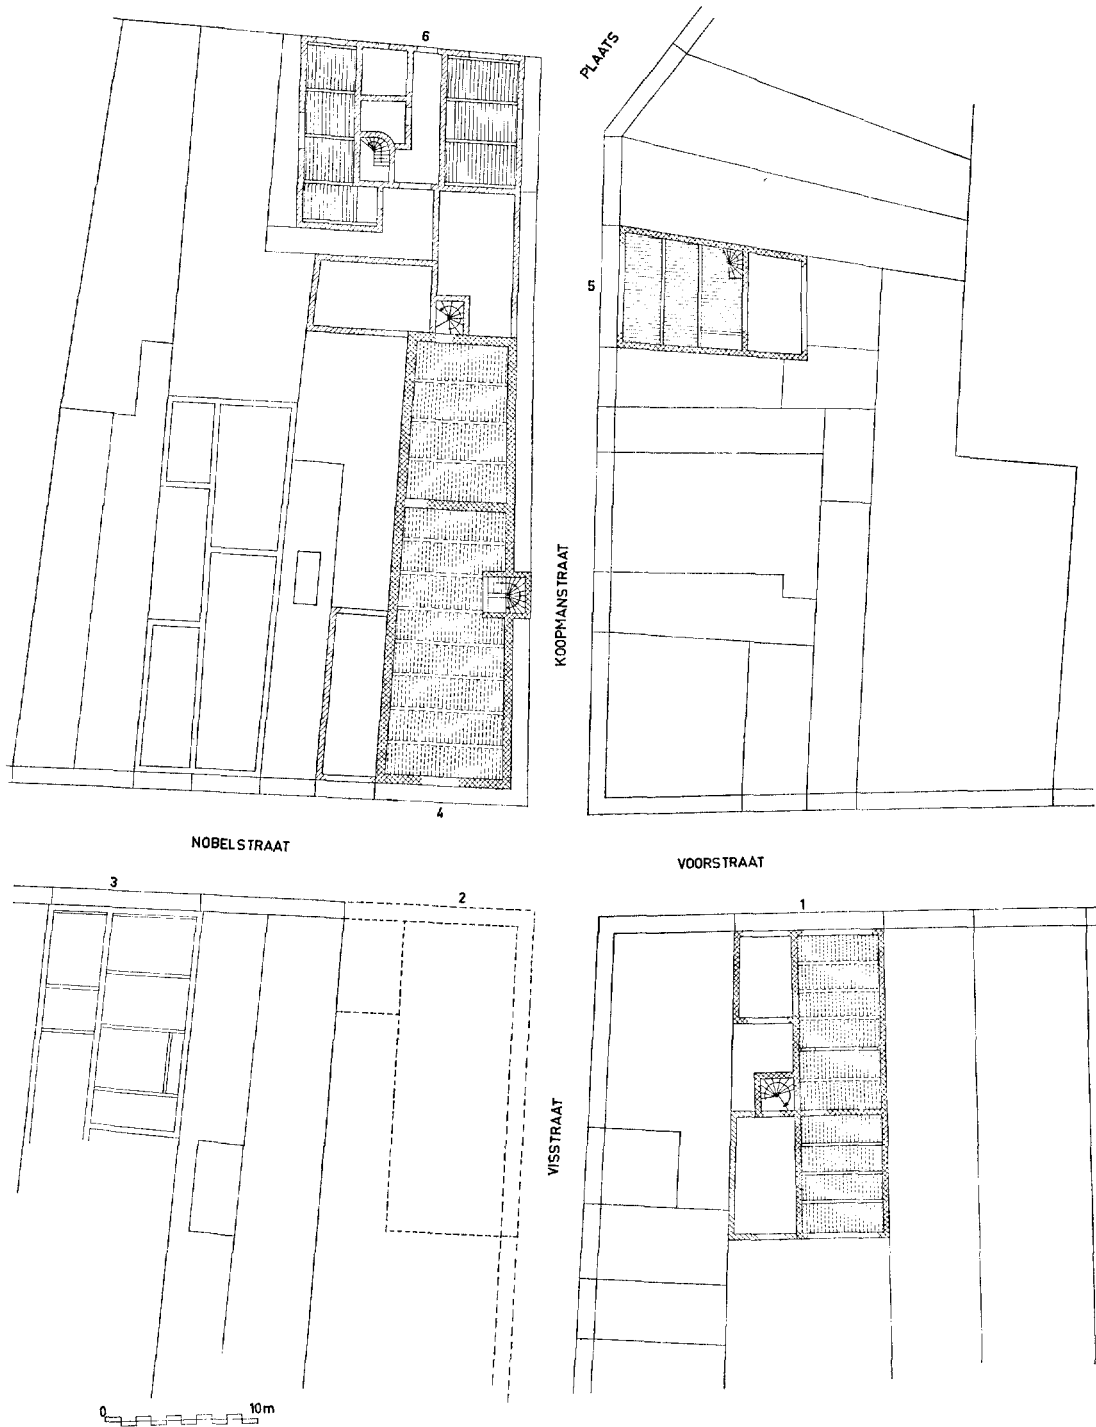 6
PLAATS
5
KOOPMANSTRAAT
4
NOBELSTRAAT
VOORSTRAAT
3
2
1
VISSTRAAT
0 10m